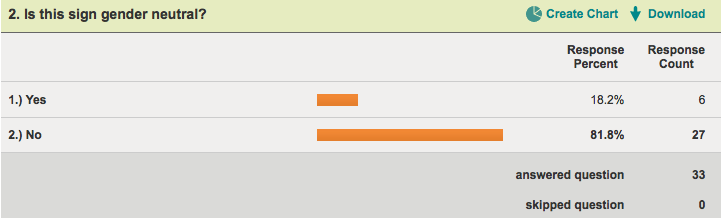 2. Is this sign gender neutral? Create Chart Download
Response Percent Response Count
1.) Yes 18.2% 6
2.) No 81.8% 27
answered question 33
skipped question 0